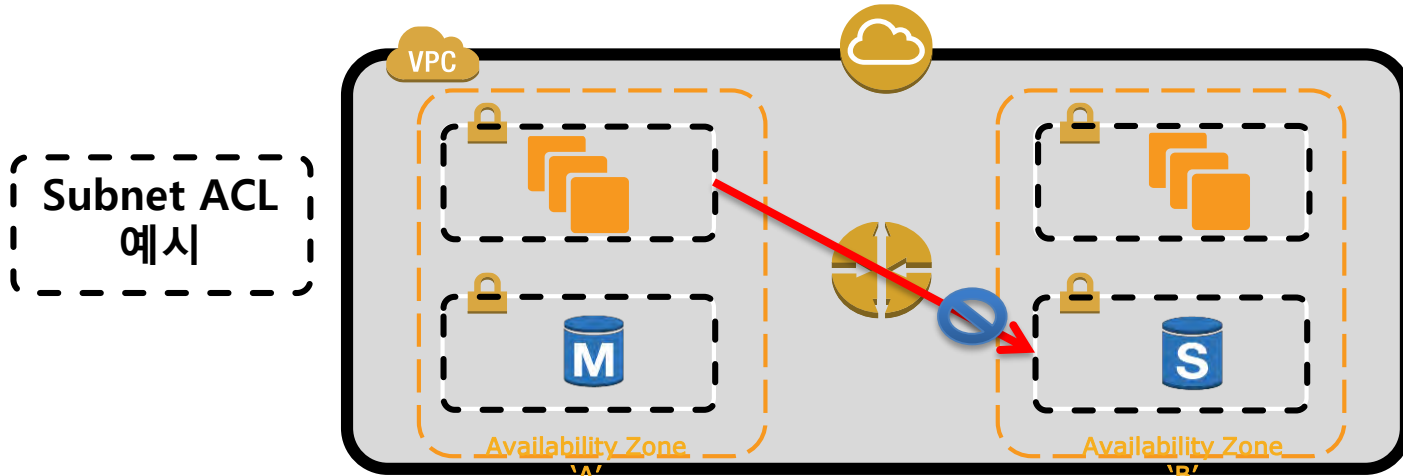 VPC
Subnet ACL
예시
M
S
Availability Zone
‘A’
Availability Zone
‘B’